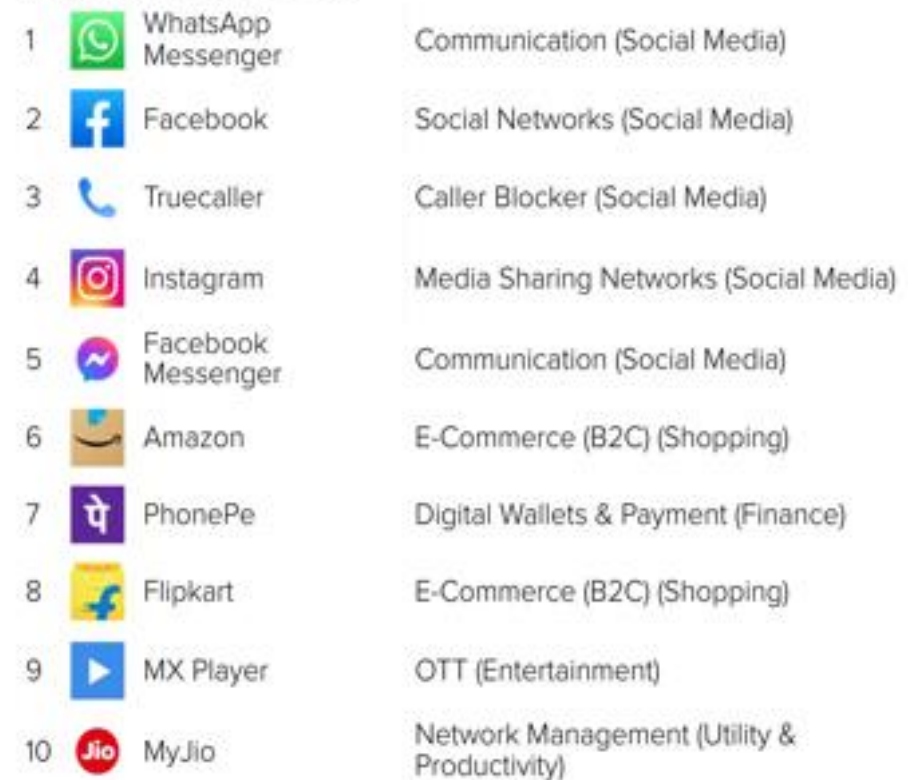 1 WhatsApp Messenger Communication (Social Media)
2 Facebook Social Networks (Social Media)
3 Truecaller Caller Blocker (Social Media)
4 Instagram Media Sharing Networks (Social Media)
5 Facebook Messenger Communication (Social Media)
6 Amazon E-Commerce (B2C) (Shopping)
7 पे PhonePe Digital Wallets & Payment (Finance)
8 Flipkart E-Commerce (B2C) (Shopping)
9 MX Player OTT (Entertainment)
10 Jio MyJio Network Management (Utility &
Productivity)